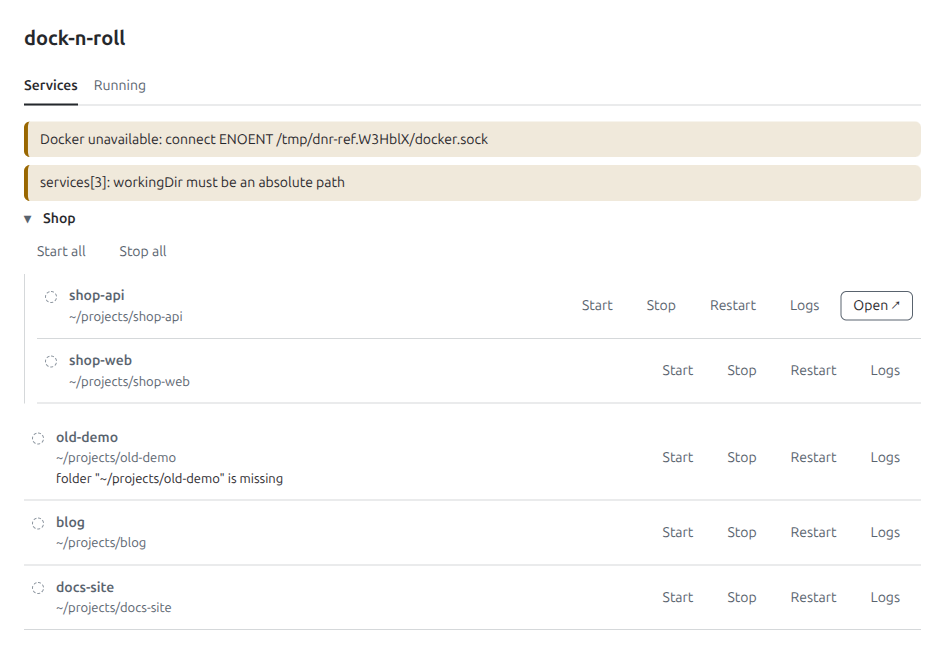 dock-n-roll
Services Running
Docker unavailable: connect ENOENT /tmp/dnr-ref.W3HblX/docker.sock
services[3]: workingDir must be an absolute path
▼ Shop
Start all Stop all
shop-api
~/projects/shop-api
Start Stop Restart Logs Open ↗
shop-web
~/projects/shop-web
Start Stop Restart Logs
old-demo
~/projects/old-demo
folder "~/projects/old-demo" is missing
Start Stop Restart Logs
blog
~/projects/blog
Start Stop Restart Logs
docs-site
~/projects/docs-site
Start Stop Restart Logs